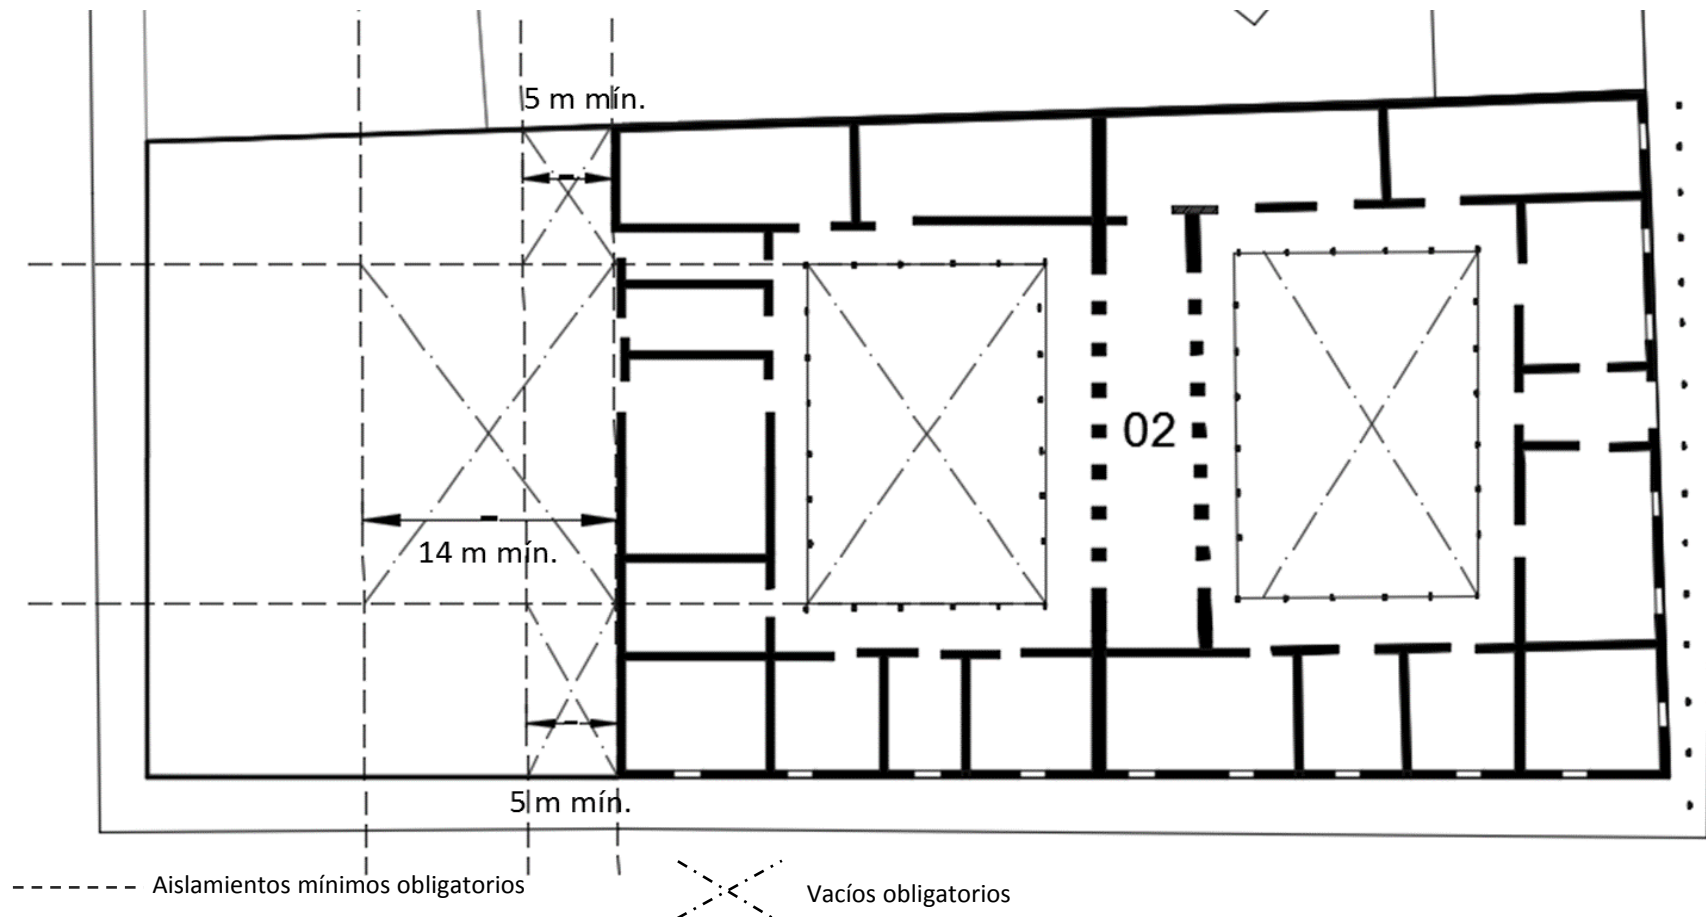 5 m mín.
02
14 m mín.
5 m mín.
Aislamientos mínimos obligatorios
Vacíos obligatorios